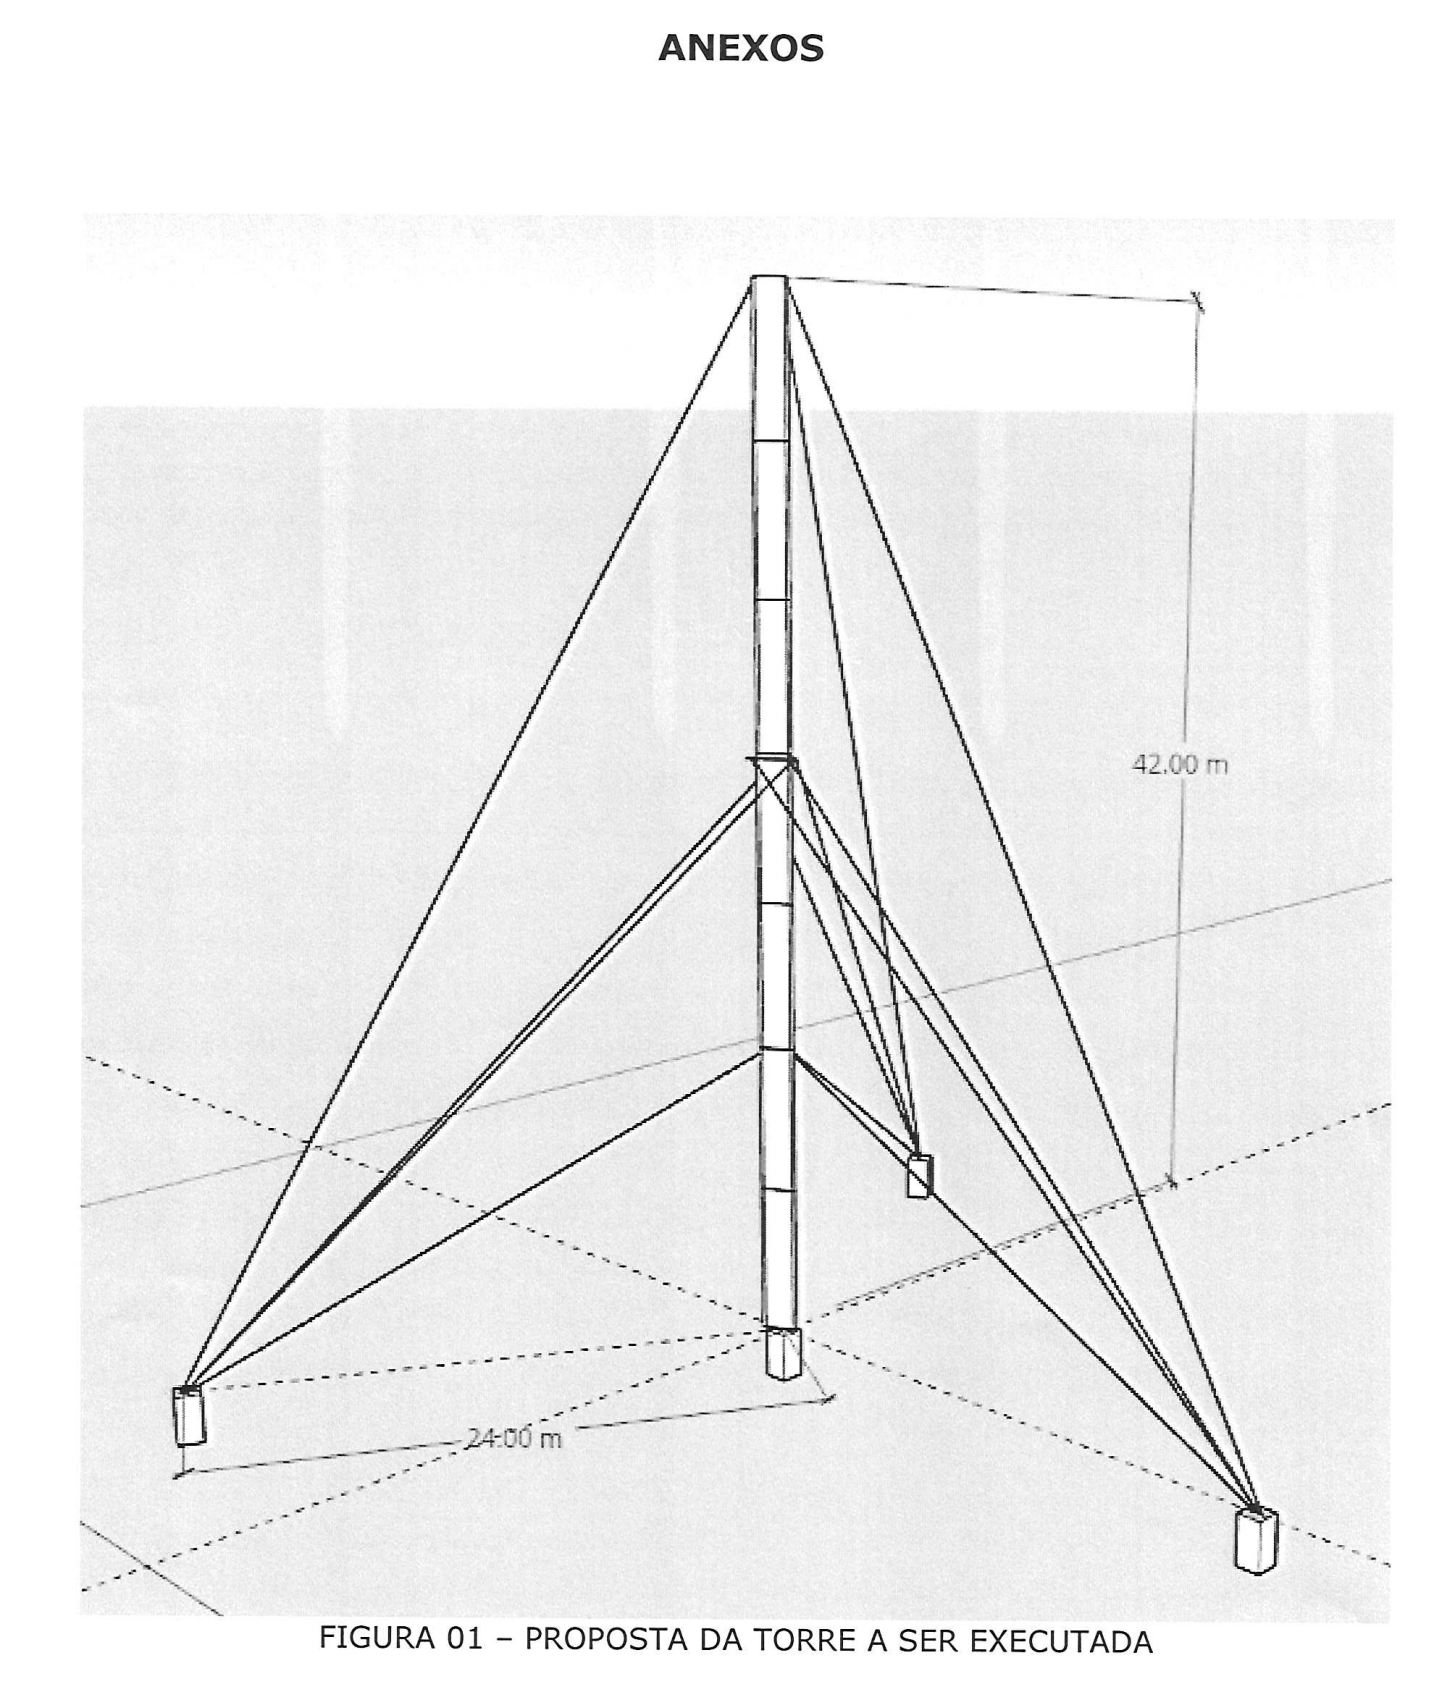 ANEXOS
42.00 m
24.00 m
FIGURA 01 – PROPOSTA DA TORRE A SER EXECUTADA